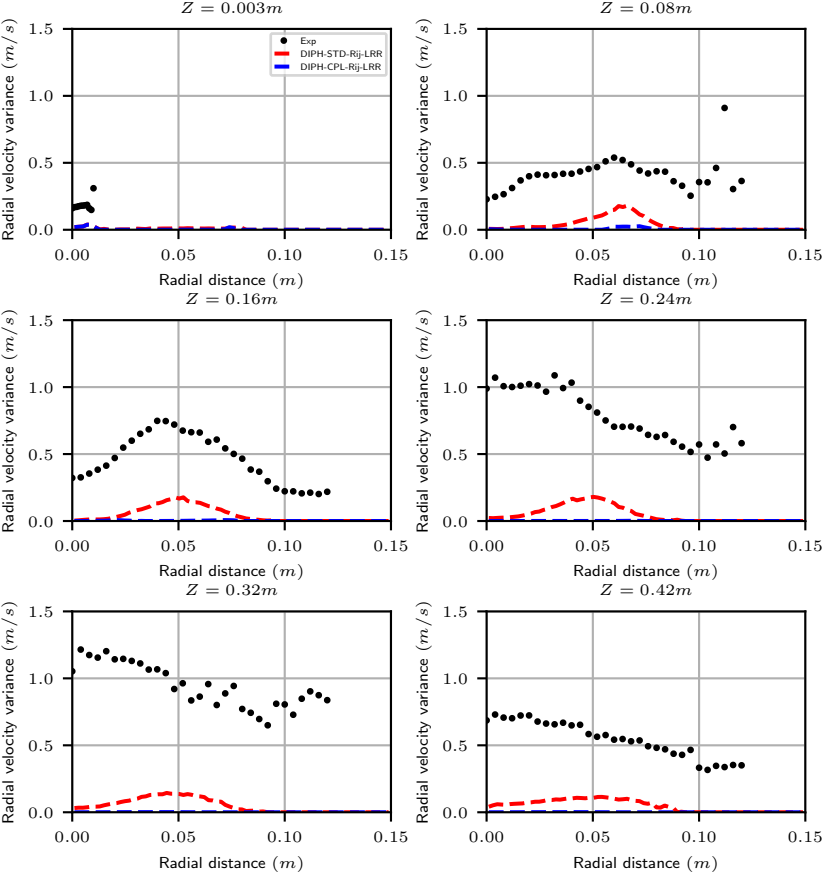 Z = 0.003m
Radial velocity variance (m/s)
1.5
1.0
0.5
0.0
Exp
DIPH-STD-Rij-LRR
DIPH-CPL-Rij-LRR
0.00 0.05 0.10 0.15
Radial distance (m)
Z = 0.08m
Radial velocity variance (m/s)
1.5
1.0
0.5
0.0
0.00 0.05 0.10 0.15
Radial distance (m)
Z = 0.16m
Radial velocity variance (m/s)
1.5
1.0
0.5
0.0
0.00 0.05 0.10 0.15
Radial distance (m)
Z = 0.24m
Radial velocity variance (m/s)
1.5
1.0
0.5
0.0
0.00 0.05 0.10 0.15
Radial distance (m)
Z = 0.32m
Radial velocity variance (m/s)
1.5
1.0
0.5
0.0
0.00 0.05 0.10 0.15
Radial distance (m)
Z = 0.42m
Radial velocity variance (m/s)
1.5
1.0
0.5
0.0
0.00 0.05 0.10 0.15
Radial distance (m)